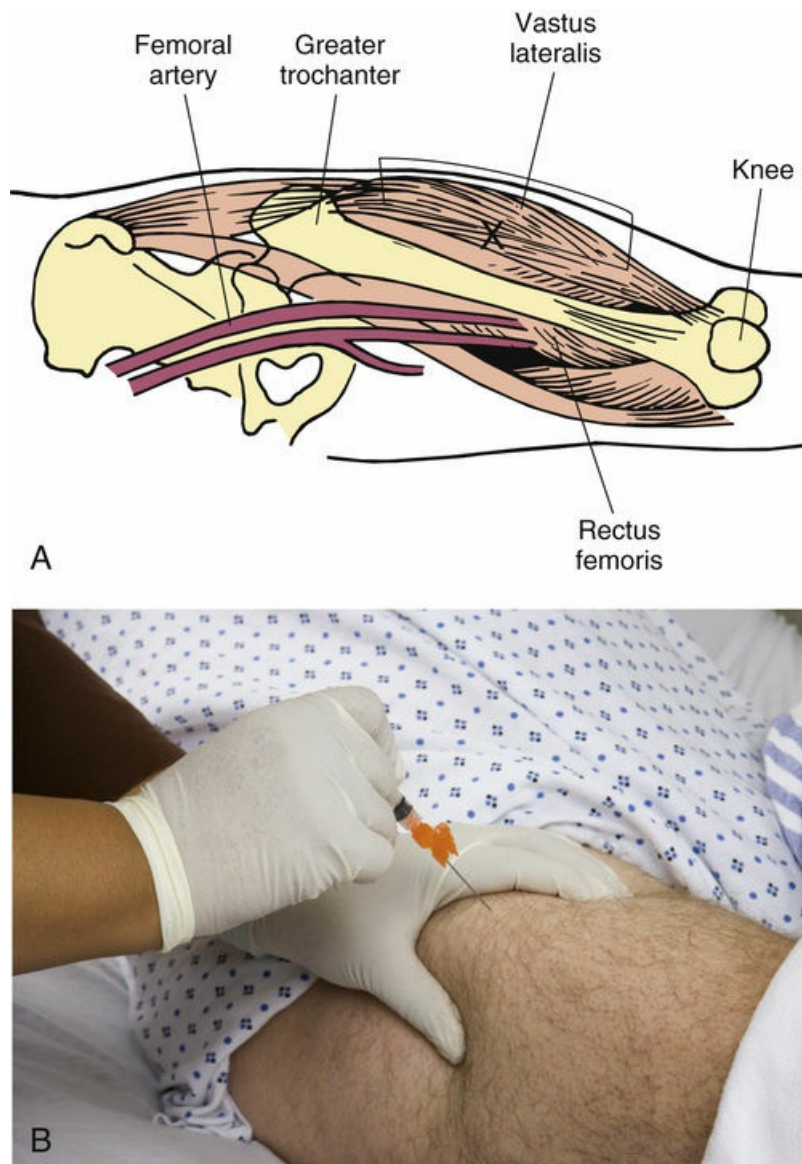 Femoral
artery
Greater
trochanter
Vastus
lateralis
Knee
X
Rectus
femoris
A
B